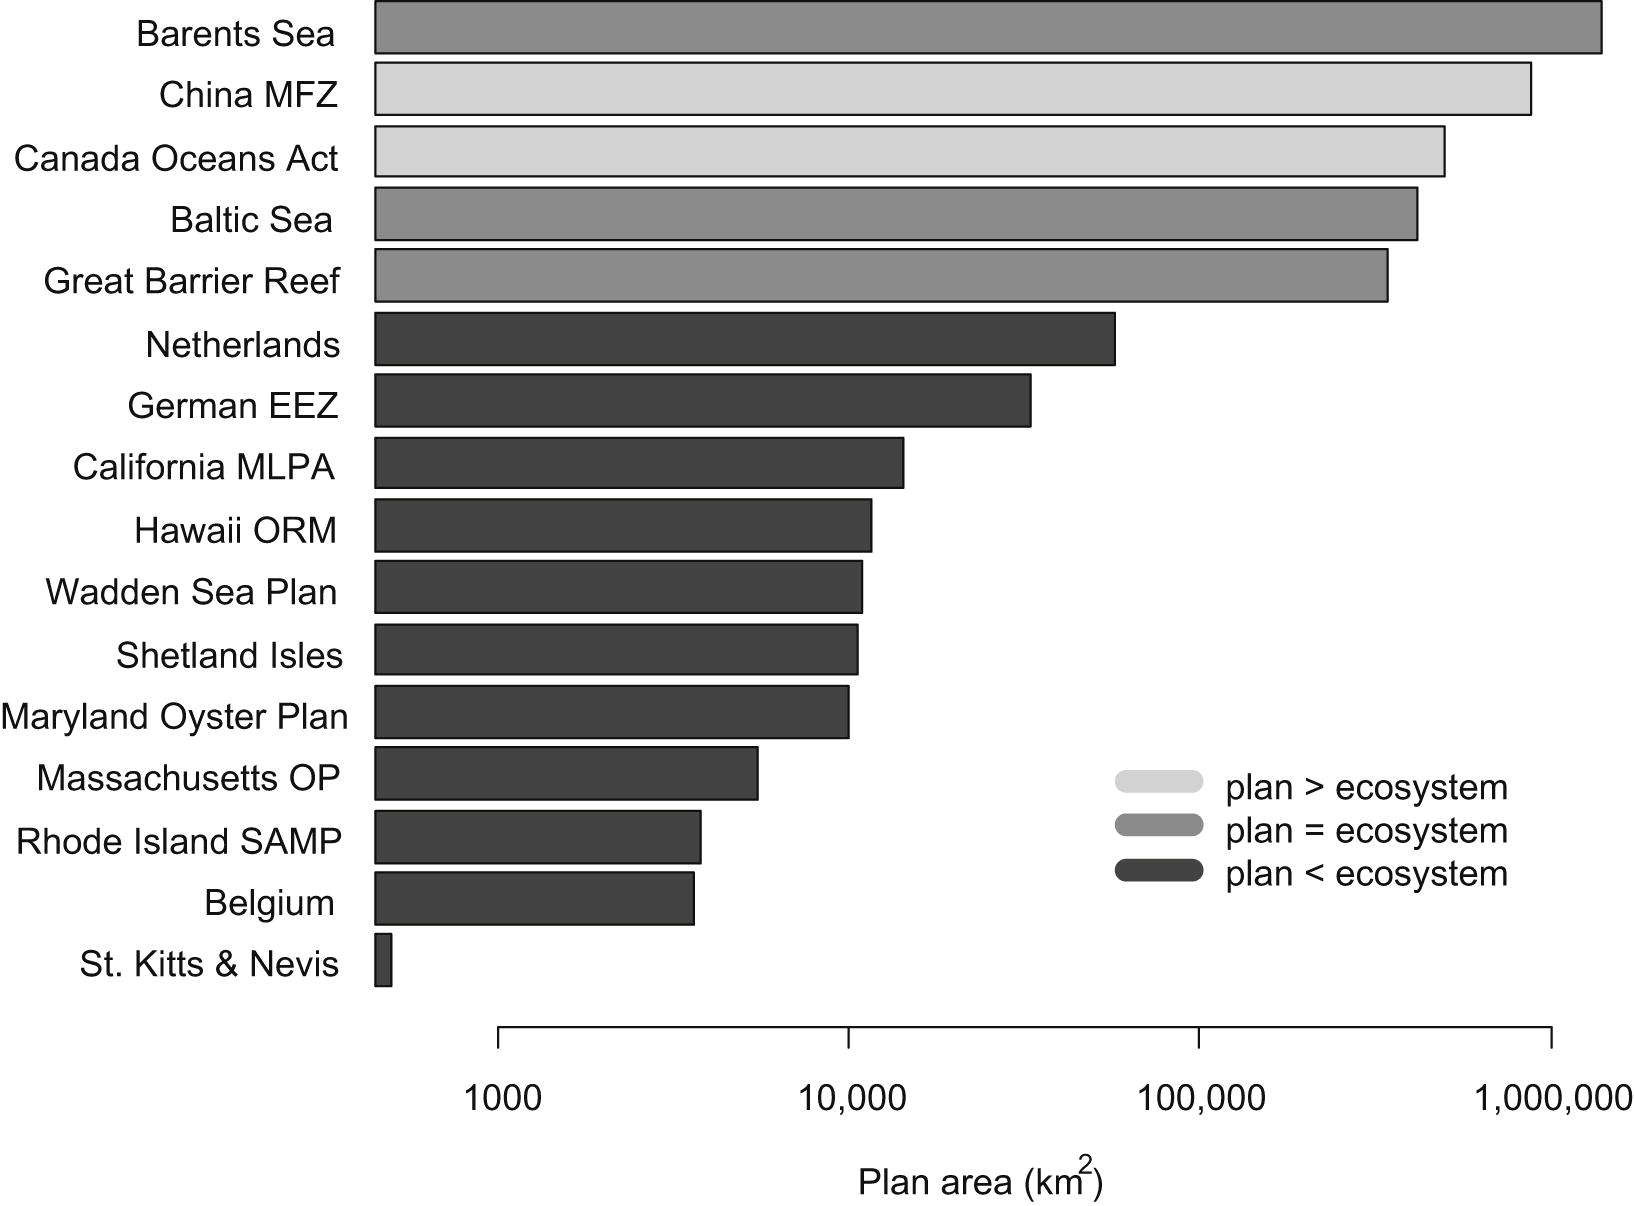 Barents Sea
China MFZ
Canada Oceans Act
Baltic Sea
Great Barrier Reef
Netherlands
German EEZ
California MLPA
Hawaii ORM
Wadden Sea Plan
Shetland Isles
Maryland Oyster Plan
Massachusetts OP
Rhode Island SAMP
Belgium
St. Kitts & Nevis
plan > ecosystem
plan = ecosystem
plan < ecosystem
1000 10,000 100,000 1,000,000
Plan area (km²)